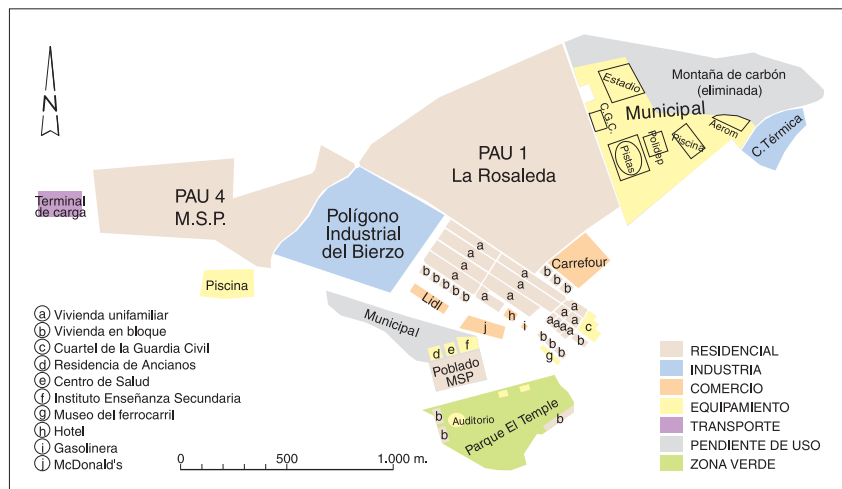 N
Estadio
C.G.C.
Municipal
Montaña de carbón
(eliminada)
Pistas
Polidep
Piscina
Aerom
C.Térmica
PAU 1
La Rosaleda
PAU 4
M.S.P.
Terminal
de carga
Polígono
Industrial
del Bierzo
Piscina
Carrefour
a
a
a
a
a
a
a
a
a
a
b
b
b
b
b
b
b
b
Lidl
j
h
i
a
a
a
a
a
a
b
b
b
b
c
g
Municipal
d
e
f
Poblado
MSP
b
b
b
Auditorio
Parque El Temple
a Vivienda unifamiliar
b Vivienda en bloque
c Cuartel de la Guardia Civil
d Residencia de Ancianos
e Centro de Salud
f Instituto Enseñanza Secundaria
g Museo del ferrocarril
h Hotel
i Gasolinera
j McDonald's
0 500 1.000 m.
RESIDENCIAL
INDUSTRIA
COMERCIO
EQUIPAMIENTO
TRANSPORTE
PENDIENTE DE USO
ZONA VERDE